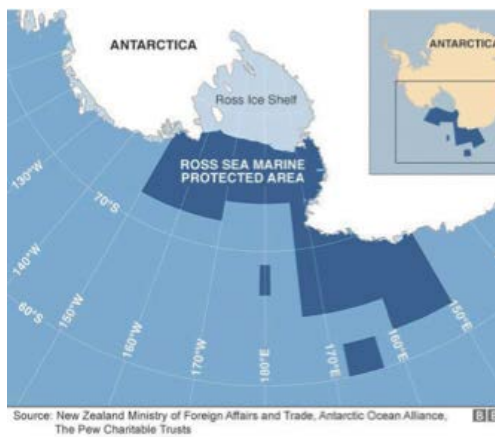 ANTARCTICA
ANTARCTICA
Ross Ice Shelf
ROSS SEA MARINE
PROTECTED AREA
130°W
70°S
140°W
60°S
150°W
160°W
170°W
180°E
170°E
160°E
150°E
Source: New Zealand Ministry of Foreign Affairs and Trade, Antarctic Ocean Alliance,
The Pew Charitable Trusts